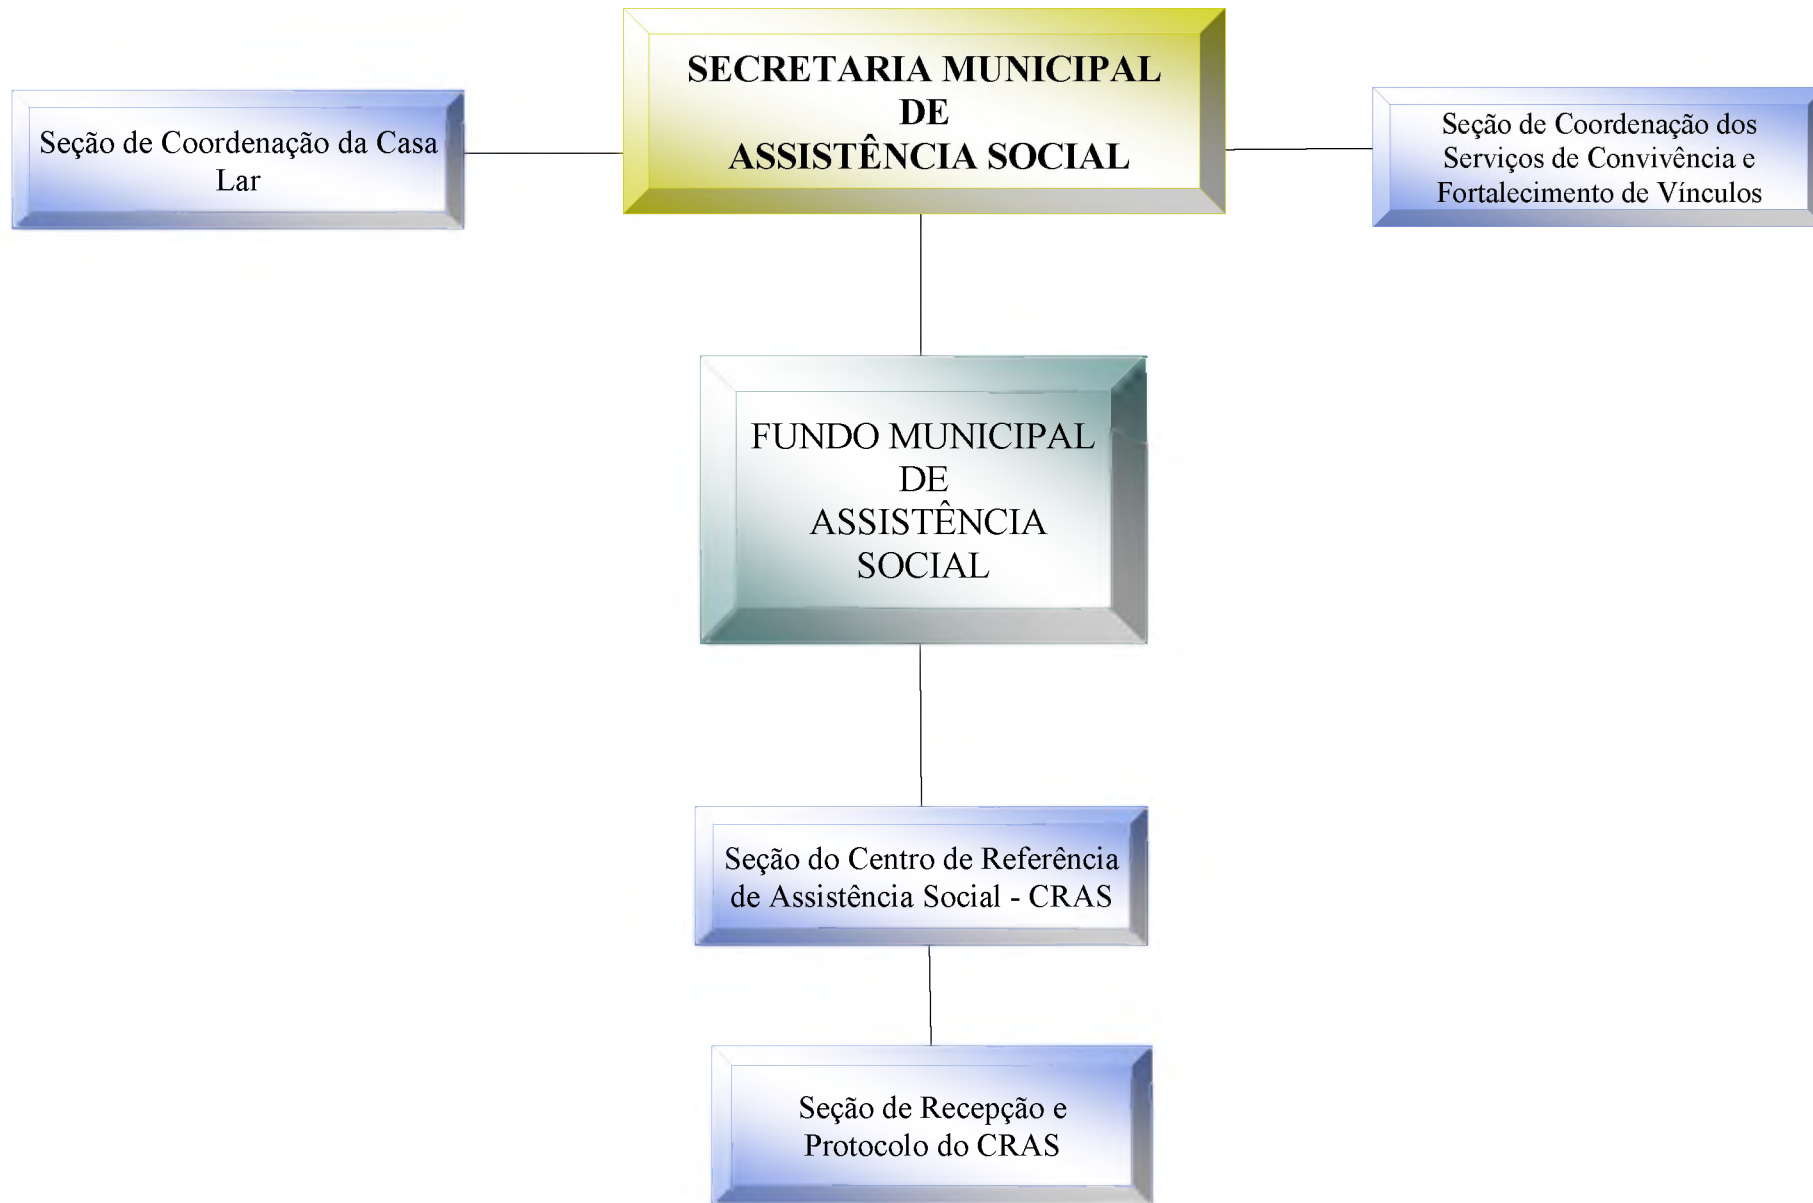 SECRETARIA MUNICIPAL
DE
ASSISTÊNCIA SOCIAL
Seção de Coordenação da Casa
Lar
Seção de Coordenação dos
Serviços de Convivência e
Fortalecimento de Vínculos
FUNDO MUNICIPAL
DE
ASSISTÊNCIA
SOCIAL
Seção do Centro de Referência
de Assistência Social - CRAS
Seção de Recepção e
Protocolo do CRAS